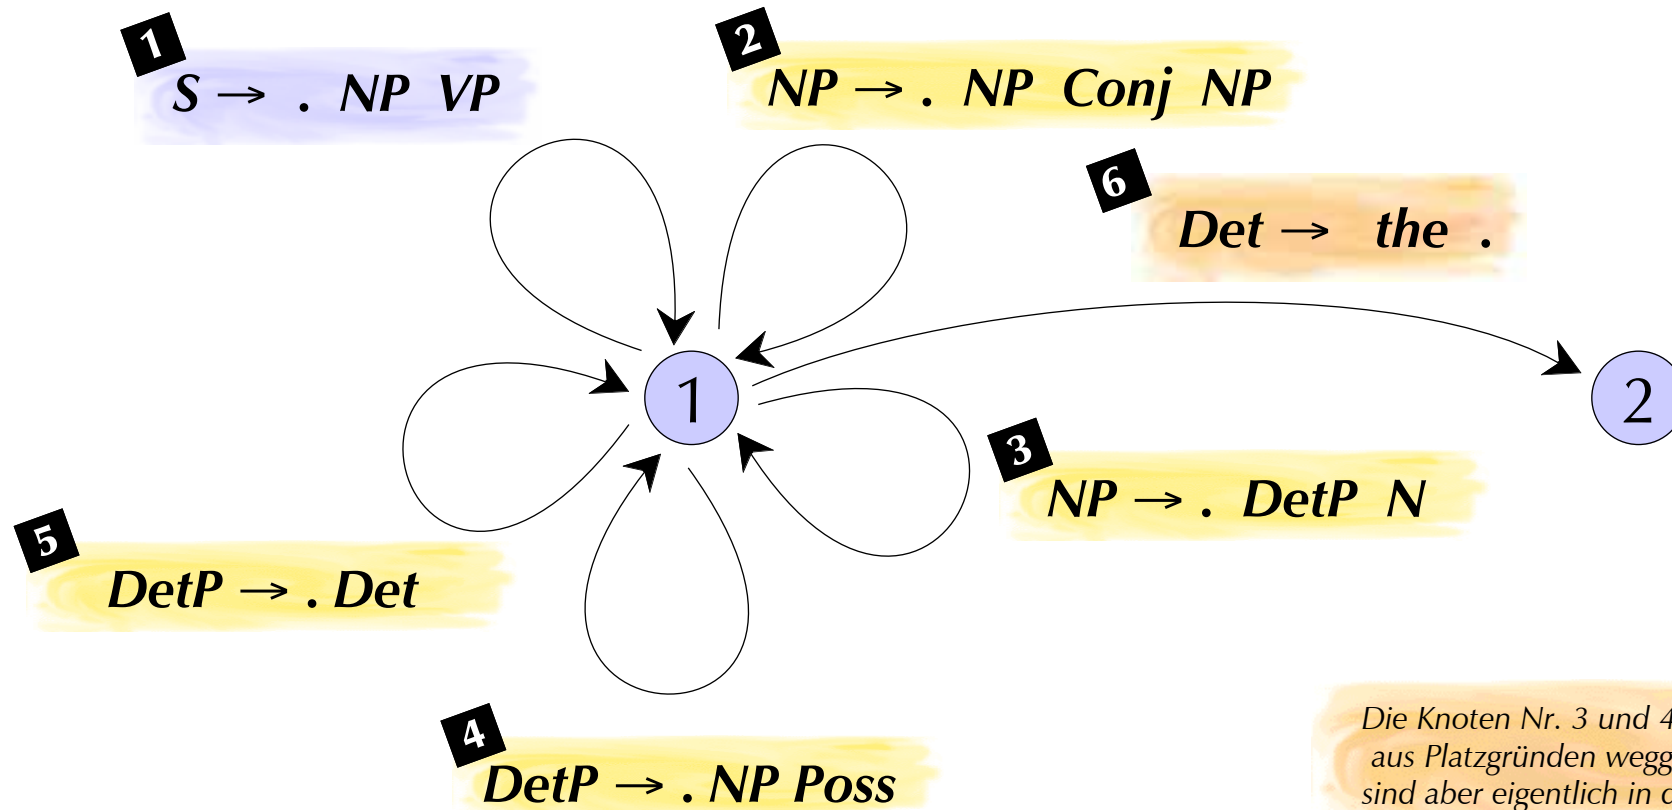 1
S → . NP VP
2
NP → . NP Conj NP
6
Det → the .
1
2
3
NP → . DetP N
5
DetP → . Det
4
DetP → . NP Poss
Die Knoten Nr. 3 und 4
aus Platzgründen
sind aber eigentlich in